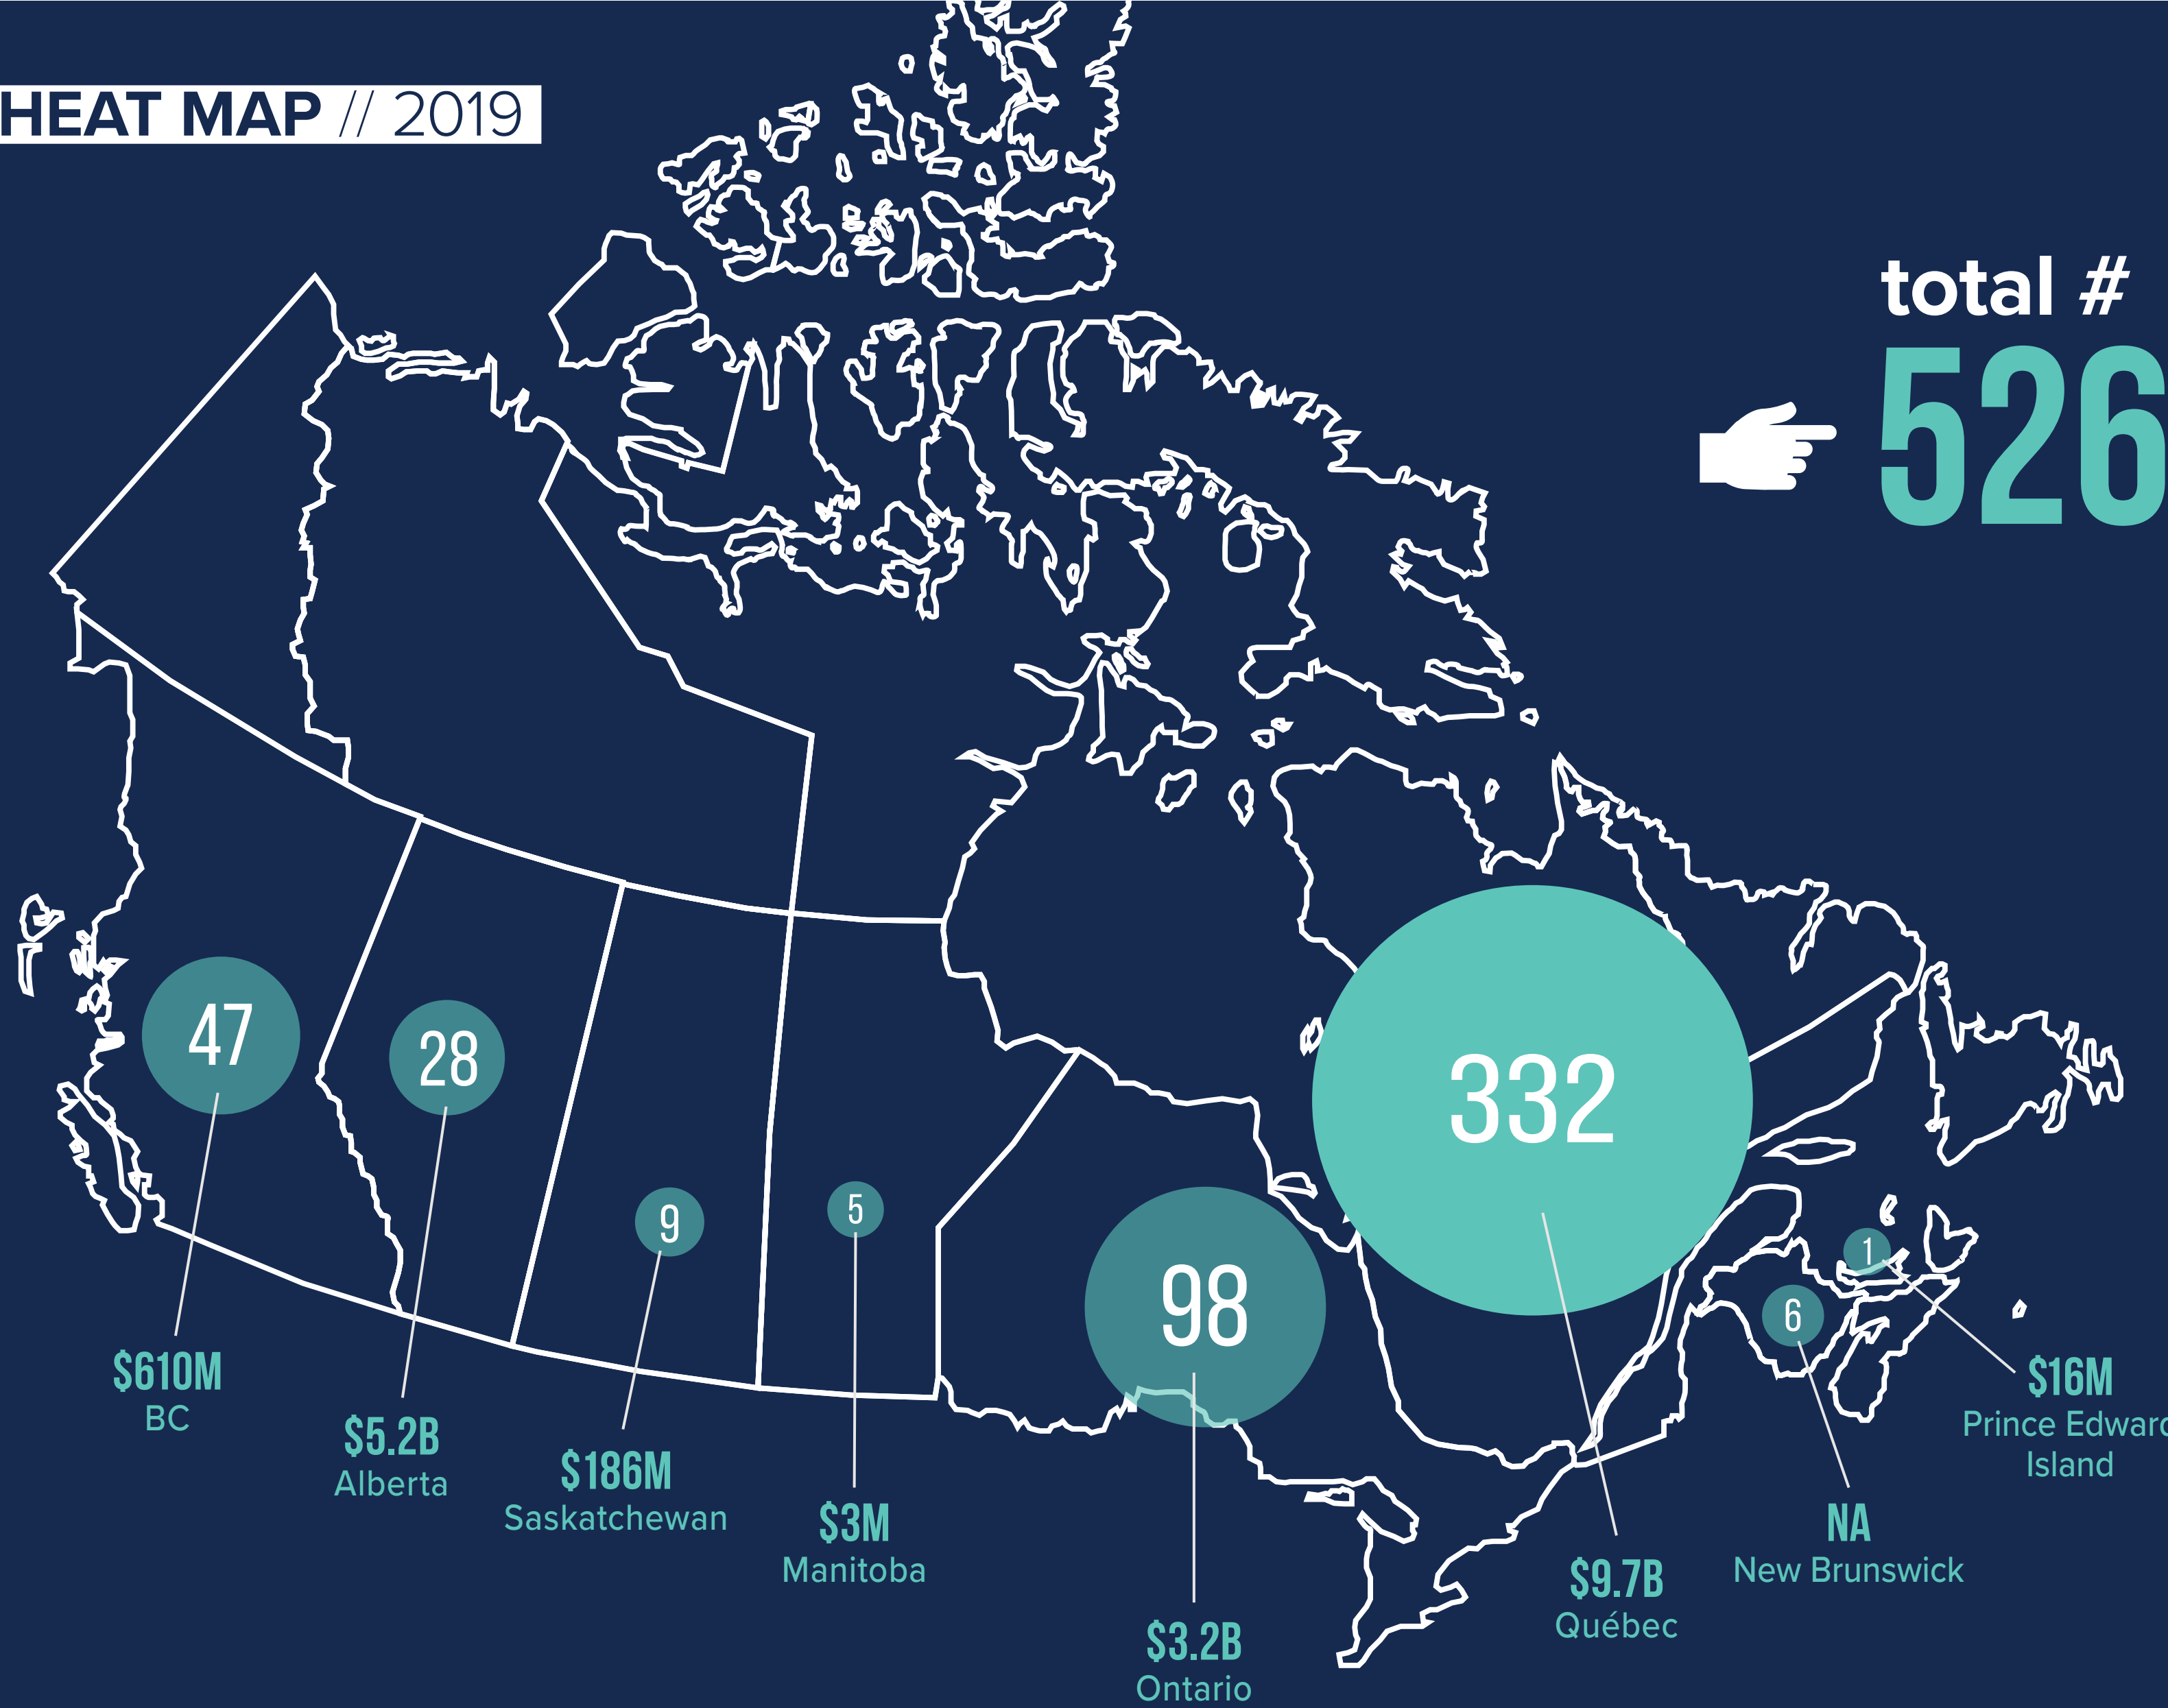 HEAT MAP // 2019
total #
526
47
28
332
9
5
98
1
6
$610M
BC
$5.2B
Alberta
$186M
Saskatchewan
$3M
Manitoba
$3.2B
Ontario
$9.7B
Québec
NA
New Brunswick
$16M
Prince Edward
Island